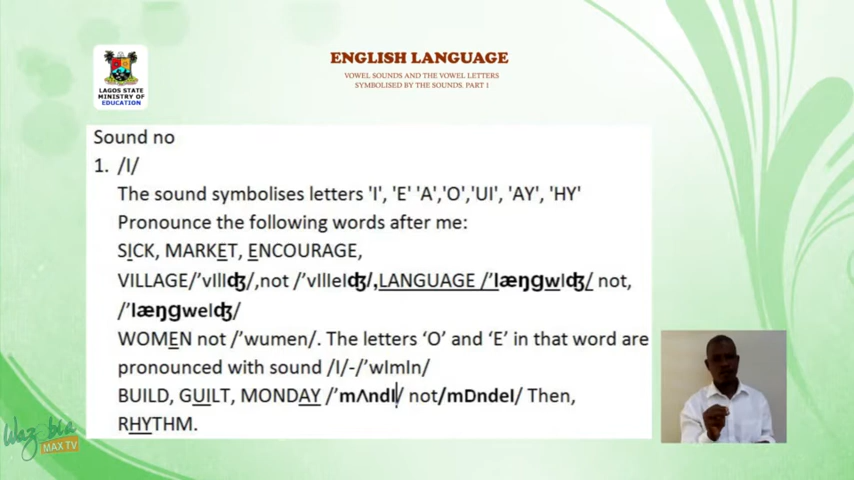 LAGOS STATE
MINISTRY OF
EDUCATION
ENGLISH LANGUAGE
VOWEL SOUNDS AND THE VOWEL LETTERS
SYMBOLISED BY THE SOUNDS. PART 1
Sound no
1. /I/
The sound symbolises letters 'I', 'E' 'A','O','UI', 'AY', 'HY'
Pronounce the following words after me:
SICK, MARKET, ENCOURAGE,
VILLAGE/'vIlIʤ/,not /'vIlleIʤ/,LANGUAGE /'læŋɡwIʤ/ not,
/'læŋɡweIʤ/
WOMEN not /'wumen/. The letters ‘O’ and ‘E’ in that word are
pronounced with sound /I/-/'wImIn/
BUILD, GUILT, MONDAY /'mɅndI/ not/mDndeI/ Then,
RHYTHM.
Wazobia
MAX TV